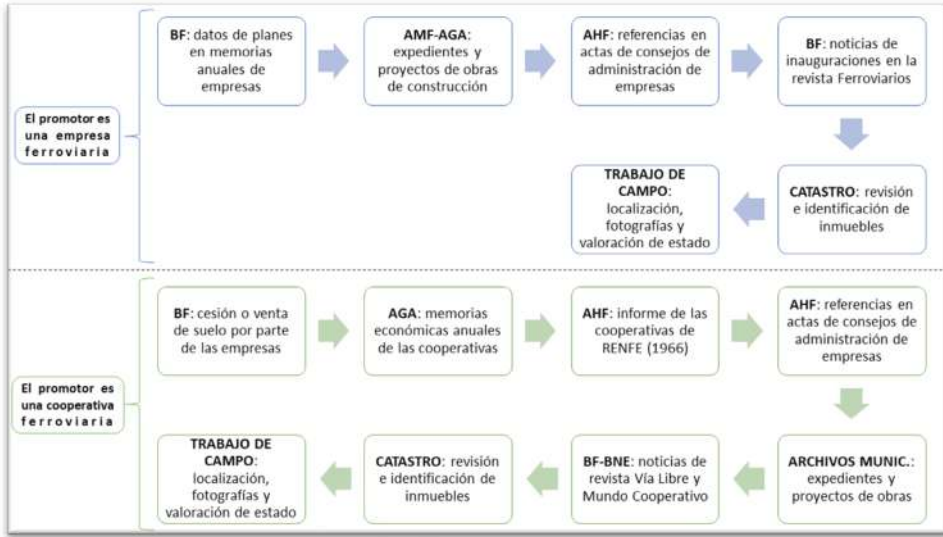 El promotor es
una empresa
ferroviaria
BF: datos de planes
en memorias
anuales de
empresas
AMF-AGA:
expedientes y
proyectos de obras
de construcción
AHF: referencias en
actas de consejos de
administración de
empresas
BF: noticias de
inauguraciones en la
revista Ferroviarios
CATASTRO: revisión
e identificación de
inmuebles
TRABAJO DE
CAMPO:
localización,
fotografías y
valoración de estado
El promotor es
una cooperativa
ferroviaria
BF: cesión o venta
de suelo por parte
de las empresas
AGA: memorias
económicas anuales
de las cooperativas
AHF: informe de las
cooperativas de
RENFE (1966)
AHF: referencias en
actas de consejos de
administración de
empresas
ARCHIVOS MUNIC.:
expedientes y
proyectos de obras
BF-BNE: noticias de
revista Vía Libre y
Mundo Cooperativo
CATASTRO: revisión
e identificación de
inmuebles
TRABAJO DE
CAMPO:
localización,
fotografías y
valoración de estado